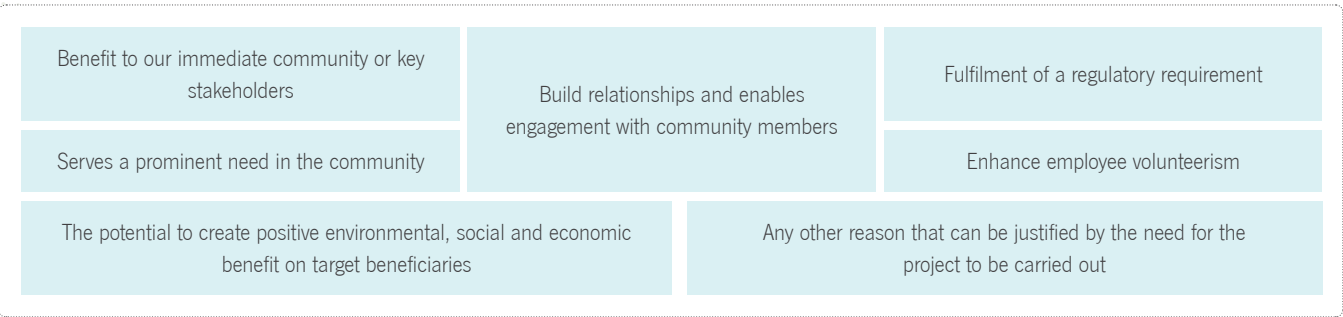 Benefit to our immediate community or key
stakeholders
Build relationships and enables
engagement with community members
Fulfilment of a regulatory requirement
Serves a prominent need in the community
Enhance employee volunteerism
The potential to create positive environmental, social and economic
benefit on target beneficiaries
Any other reason that can be justified by the need for the
project to be carried out